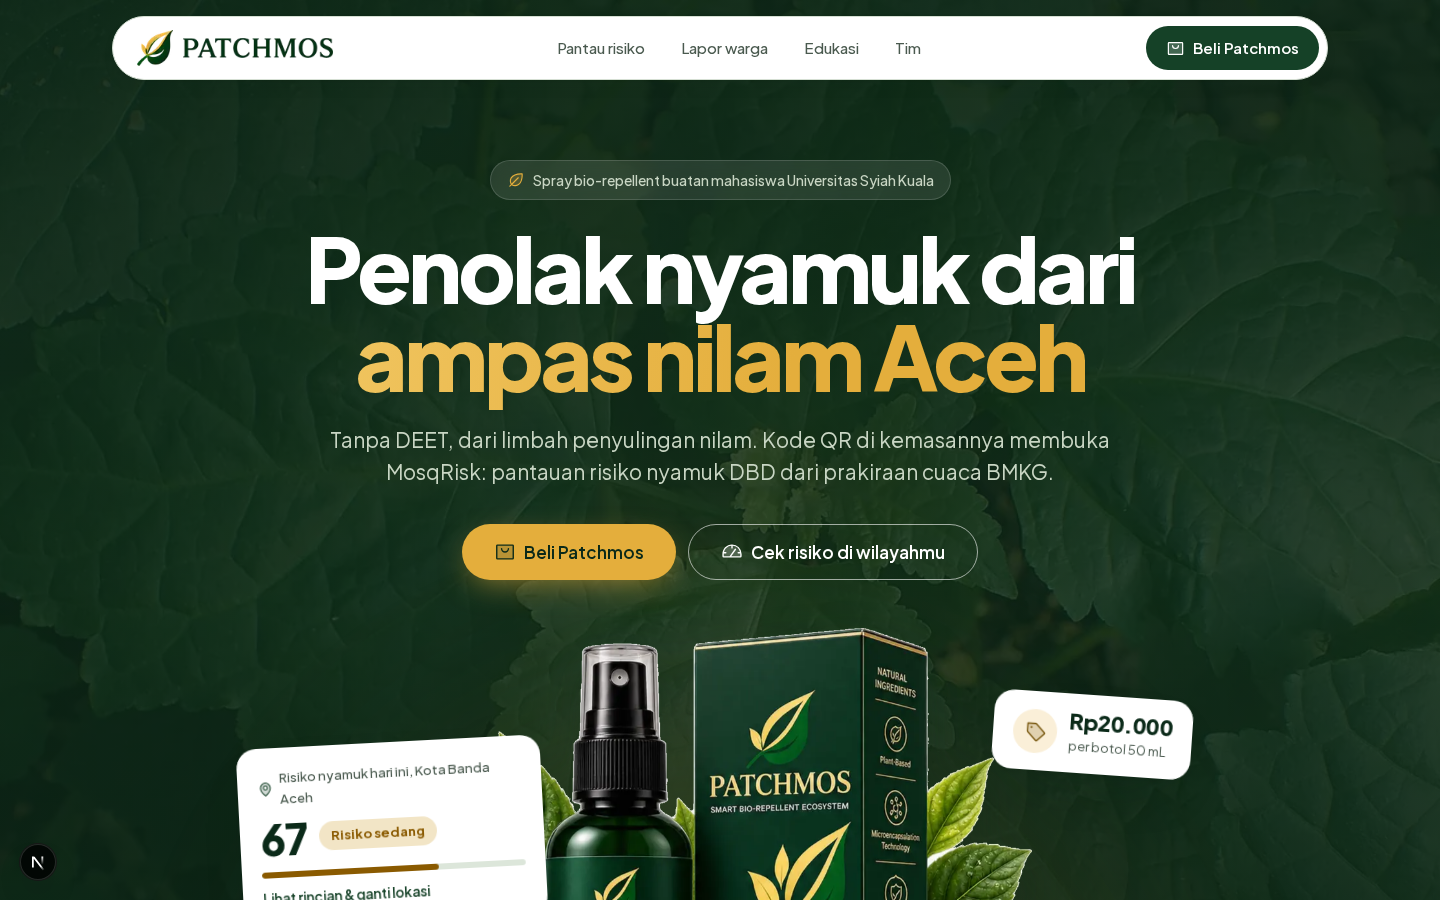 PATCHMOS
Pantau risiko
Lapor warga
Edukasi
Tim
Beli Patchmos
Spray bio-repellent buatan mahasiswa Universitas Syiah Kuala
Penolak nyamuk dari
ampas nilam Aceh
Tanpa DEET, dari limbah penyulingan nilam. Kode QR di kemasannya membuka
MosqRisk: pantauan risiko nyamuk DBD dari prakiraan cuaca BMKG.
Beli Patchmos
Cek risiko di wilayahmu
Risiko nyamuk hari ini, Kota Banda
Aceh
67
Risiko sedang
Lihat rincian & ganti lokasi
PATCHMOS
SMART BIO-REPELLENT ECOSYSTEM
NATURAL
INGREDIENTS
Plant-Based
Microencapsulation
Technology
Rp20.000
per botol 50 mL
N